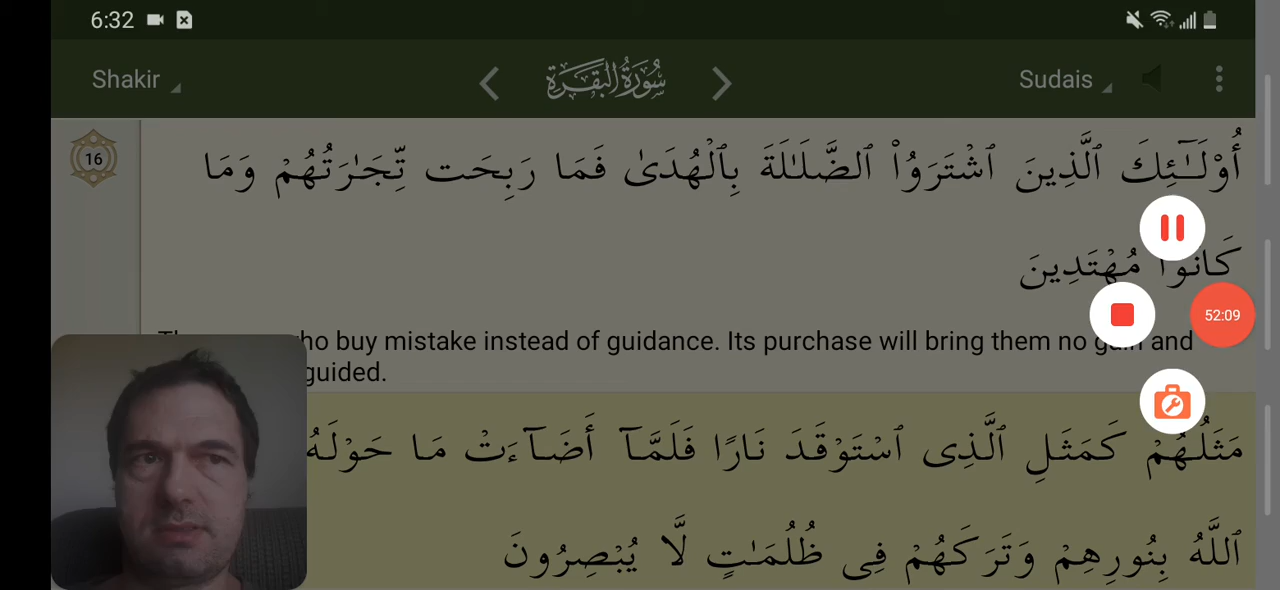 6:32
Shakir
سُورَةُ البَقَرَةِ
Sudais
16
أُو۟لَـٰٓئِكَ ٱلَّذِينَ ٱشْتَرَوُا۟ ٱلضَّلَـٰلَةَ بِٱلْهُدَىٰ فَمَا رَبِحَت تِّجَـٰرَتُهُمْ وَمَا
كَانُوا۟ مُهْتَدِينَ
52:09
ho buy mistake instead of guidance. Its purchase will bring them no gain and
guided.
مَثَلُهُمْ كَمَثَلِ ٱلَّذِى ٱسْتَوْقَدَ نَارًا فَلَمَّآ أَضَآءَتْ مَا حَوْلَهُ
ٱللَّهُ بِنُورِهِمْ وَتَرَكَهُمْ فِى ظُلُمَـٰتٍ لَّا يُبْصِرُونَ